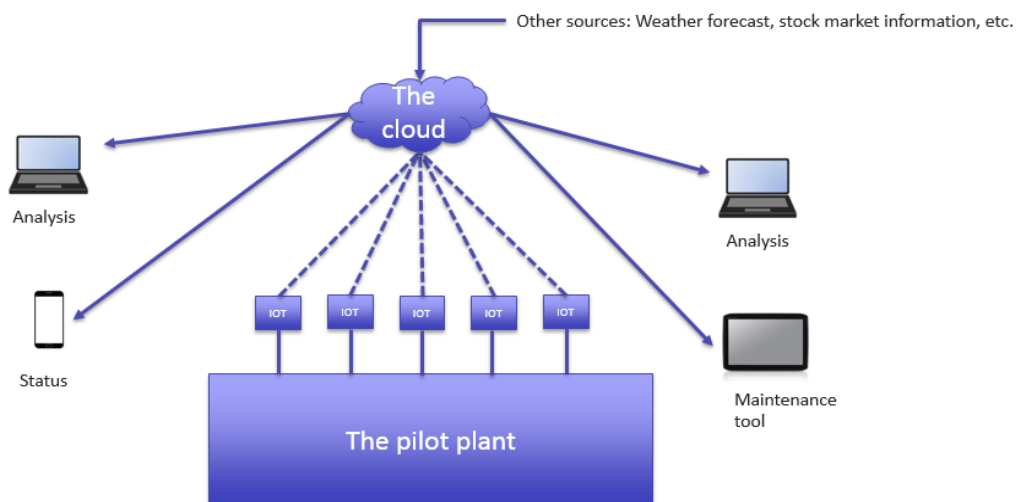 Other sources: Weather forecast, stock market information, etc.
The
cloud
Analysis
Analysis
IOT
IOT
IOT
IOT
IOT
Status
Maintenance
tool
The pilot plant